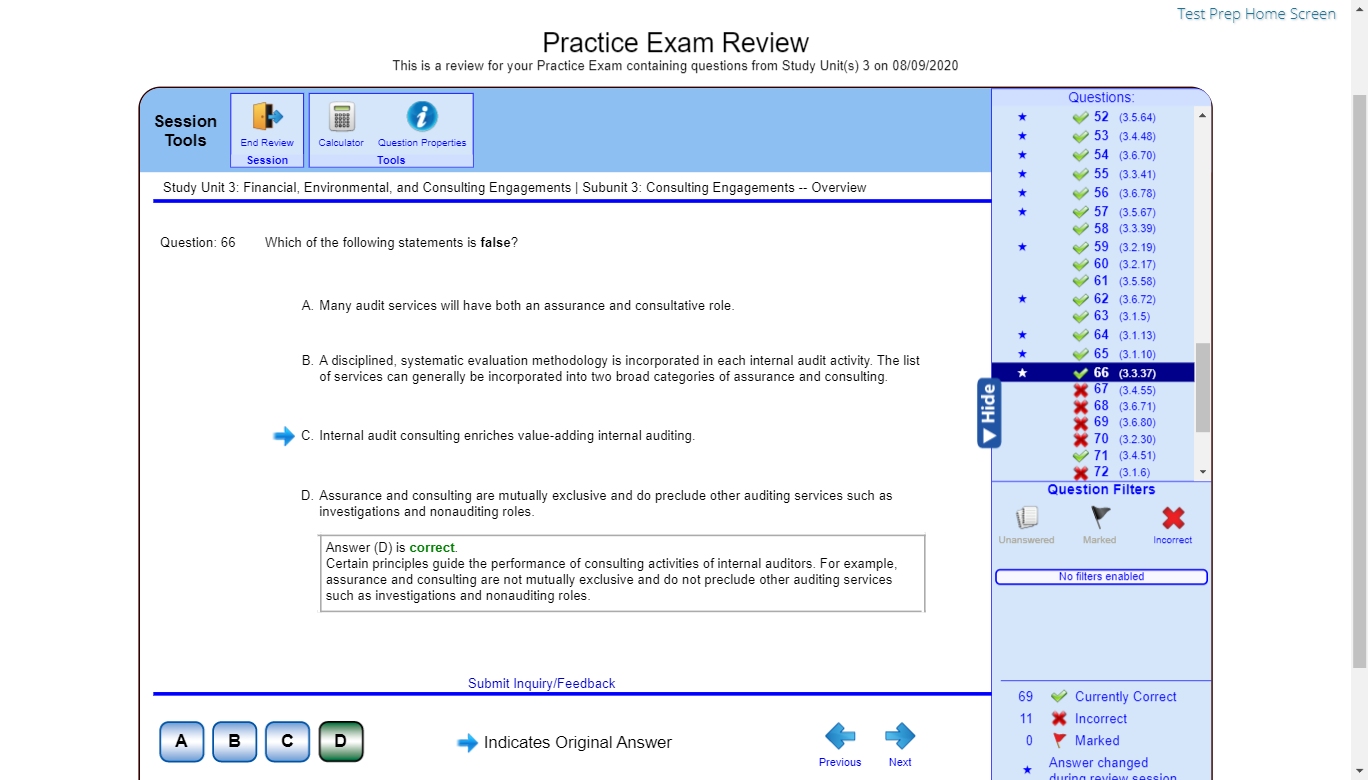 Test Prep Home Screen
Practice Exam Review
This is a review for your Practice Exam containing questions from Study Unit(s) 3 on 08/09/2020
Session
Tools
End Review
Session
Calculator
Question Properties
Tools
Study Unit 3: Financial, Environmental, and Consulting Engagements | Subunit 3: Consulting Engagements -- Overview
Question: 66
Which of the following statements is false?
A. Many audit services will have both an assurance and consultative role.
B. A disciplined, systematic evaluation methodology is incorporated in each internal audit activity. The list
of services can generally be incorporated into two broad categories of assurance and consulting.
C. Internal audit consulting enriches value-adding internal auditing.
D. Assurance and consulting are mutually exclusive and do preclude other auditing services such as
investigations and nonauditing roles.
Answer (D) is correct.
Certain principles guide the performance of consulting activities of internal auditors. For example,
assurance and consulting are not mutually exclusive and do not preclude other auditing services
such as investigations and nonauditing roles.
Submit Inquiry/Feedback
A
B
C
D
Indicates Original Answer
Previous
Next
Hide
Questions:
52 (3.5.64)
53 (3.4.48)
54 (3.6.70)
55 (3.3.41)
56 (3.6.78)
57 (3.5.67)
58 (3.3.39)
59 (3.2.19)
60 (3.2.17)
61 (3.5.58)
62 (3.6.72)
63 (3.1.5)
64 (3.1.13)
65 (3.1.10)
66 (3.3.37)
67 (3.4.55)
68 (3.6.71)
69 (3.6.80)
70 (3.2.30)
71 (3.4.51)
72 (3.1.6)
Question Filters
Unanswered
Marked
Incorrect
No filters enabled
69 Currently Correct
11 Incorrect
0 Marked
Answer changed
during review session